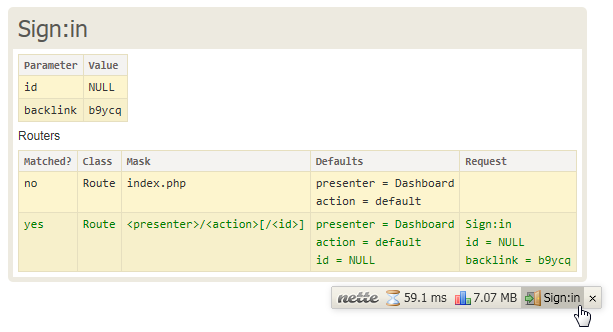 Sign:in
Parameter Value
id NULL
backlink b9ycq
Routers
Matched? Class Mask Defaults Request
no Route index.php presenter = Dashboard
action = default
yes Route <presenter>/<action>[/<id>] presenter = Dashboard Sign:in
action = default id = NULL
id = NULL backlink = b9ycq
nette 59.1 ms 7.07 MB Sign:in ×